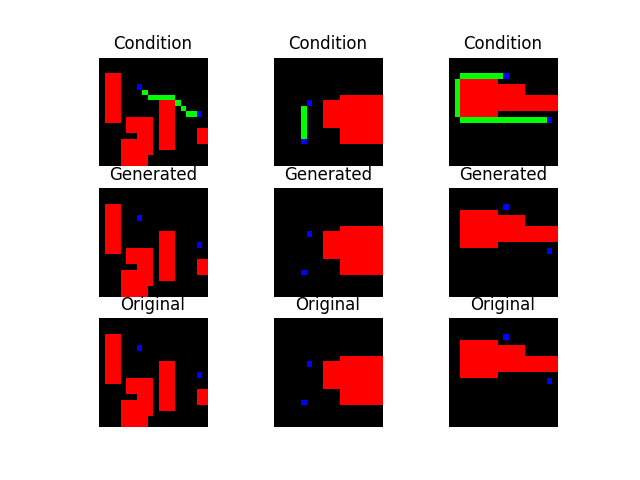 Condition Condition Condition
Generated Generated Generated
Original Original Original